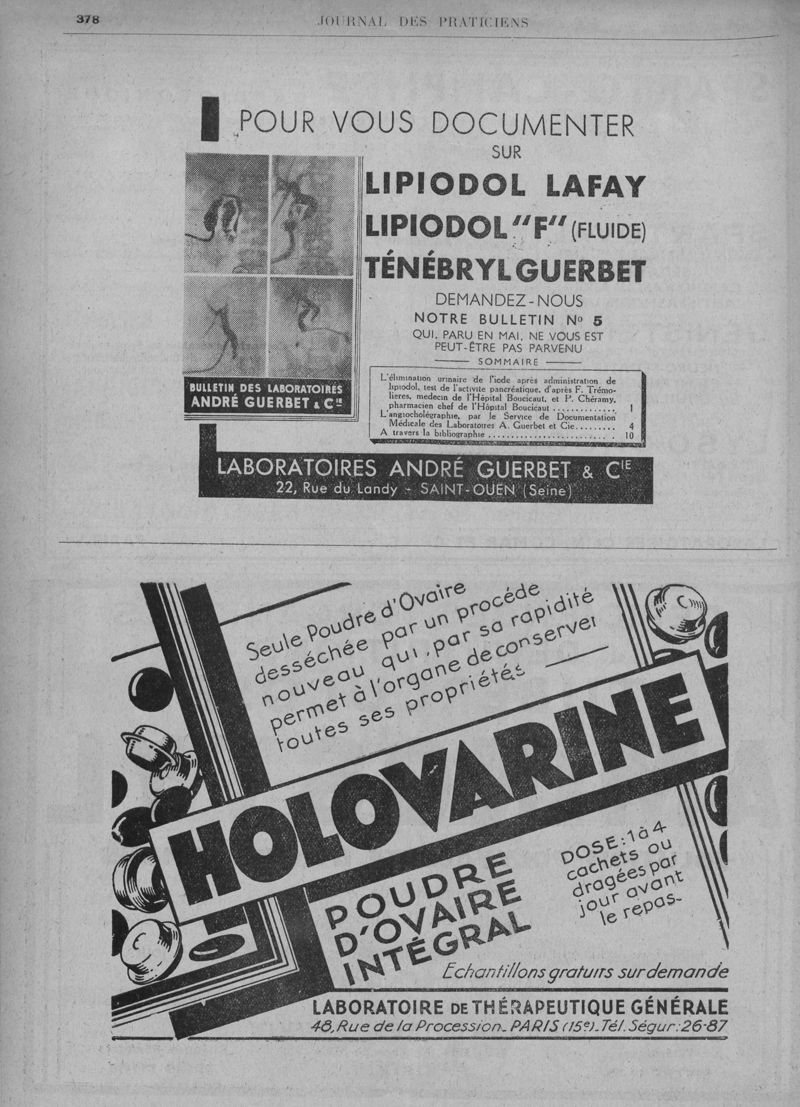 378
JOURNAL DES PRATICIENS
POUR VOUS DOCUMENTER
SUR
LIPIODOL LAFAY
LIPIODOL "F" (FLUIDE)
TÉNÉBRYL GUERBET
DEMANDEZ-NOUS
NOTRE BULLETIN Nº 5
QUI, PARU EN MAI, NE VOUS EST
PEUT-ÊTRE PAS PARVENU
SOMMAIRE
L'élimination urinaire de l'iode après administration de
lipiodol, test de l'activité pancréatique, d'après F. Trémo-
lieres, medecin de l'Hôpital Boucicaut, et P. Chéramy,
pharmacien chef de l'Hôpital Boucicaut .............. 1
L'angiocholégraphie, par le Service de Documentation
Médicale des Laboratoires A. Guerbet et Cie......... 4
A travers la bibliographie ........................ 10
BULLETIN DES LABORATOIRES
ANDRÉ GUERBET & Cie
LABORATOIRES ANDRÉ GUERBET & CIE
22, Rue du Landy - SAINT-OUEN (Seine)
Seule Poudre d'Ovaire
desséchée par un procédé
nouveau qui, par sa rapidité
permet à l'organe de conserver
toutes ses propriétés
HOLOVARINE
POUDRE
D'OVAIRE
INTÉGRAL
DOSE: 1 à 4
cachets ou
dragées par
jour avant
le repas-
Echantillons gratuits sur demande
LABORATOIRE DE THÉRAPEUTIQUE GÉNÉRALE
48, Rue de la Procession_ PARIS (15e)_ Tél. Ségur: 26-87